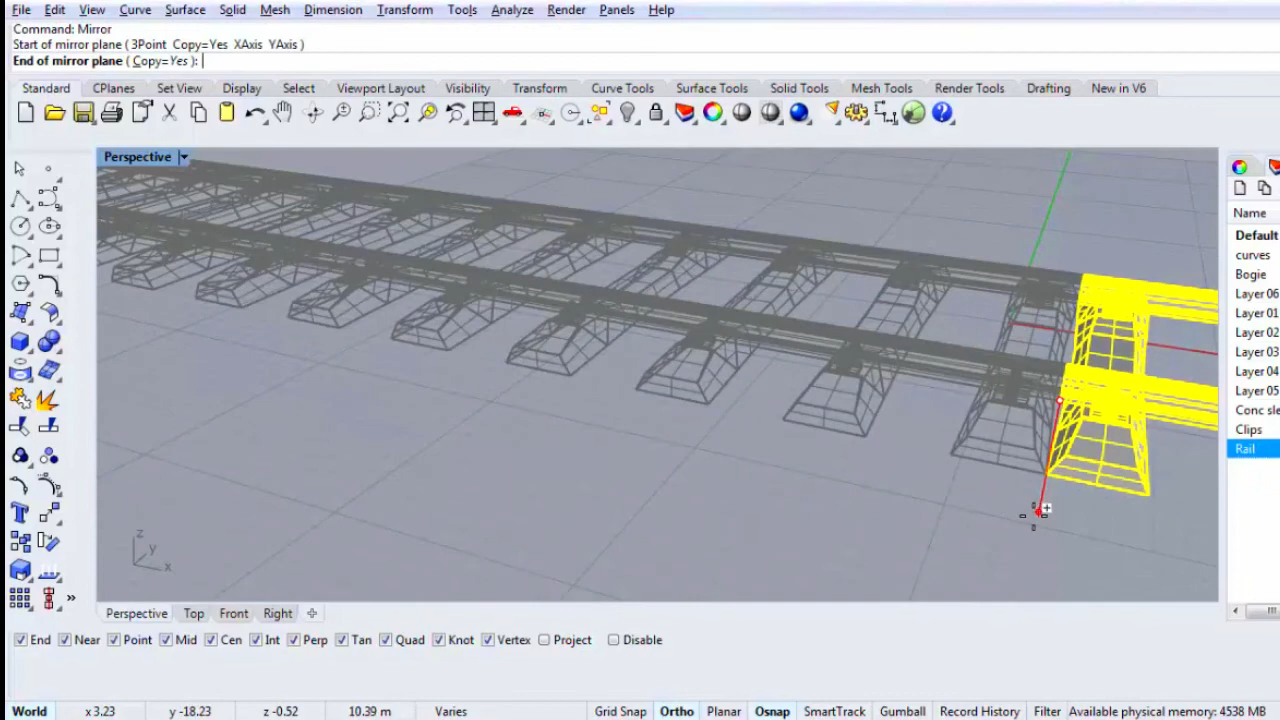 File Edit View Curve Surface Solid Mesh Dimension Transform Tools Analyze Render Panels Help
Command: Mirror
Start of mirror plane ( 3Point Copy=Yes XAxis YAxis )
End of mirror plane ( Copy=Yes ):
Standard CPlanes Set View Display Select Viewport Layout Visibility Transform Curve Tools Surface Tools Solid Tools Mesh Tools Render Tools Drafting New in V6
Perspective
Name
Default
curves
Bogie
Layer 06
Layer 01
Layer 02
Layer 03
Layer 04
Layer 05
Conc sle
Clips
Rail
z
y
x
Perspective Top Front Right
End Near Point Mid Cen Int Perp Tan Quad Knot Vertex Project Disable
World x 3.23 y -18.23 z -0.52 10.39 m Varies Grid Snap Ortho Planar Osnap SmartTrack Gumball Record History Filter Available physical memory: 4538 MB